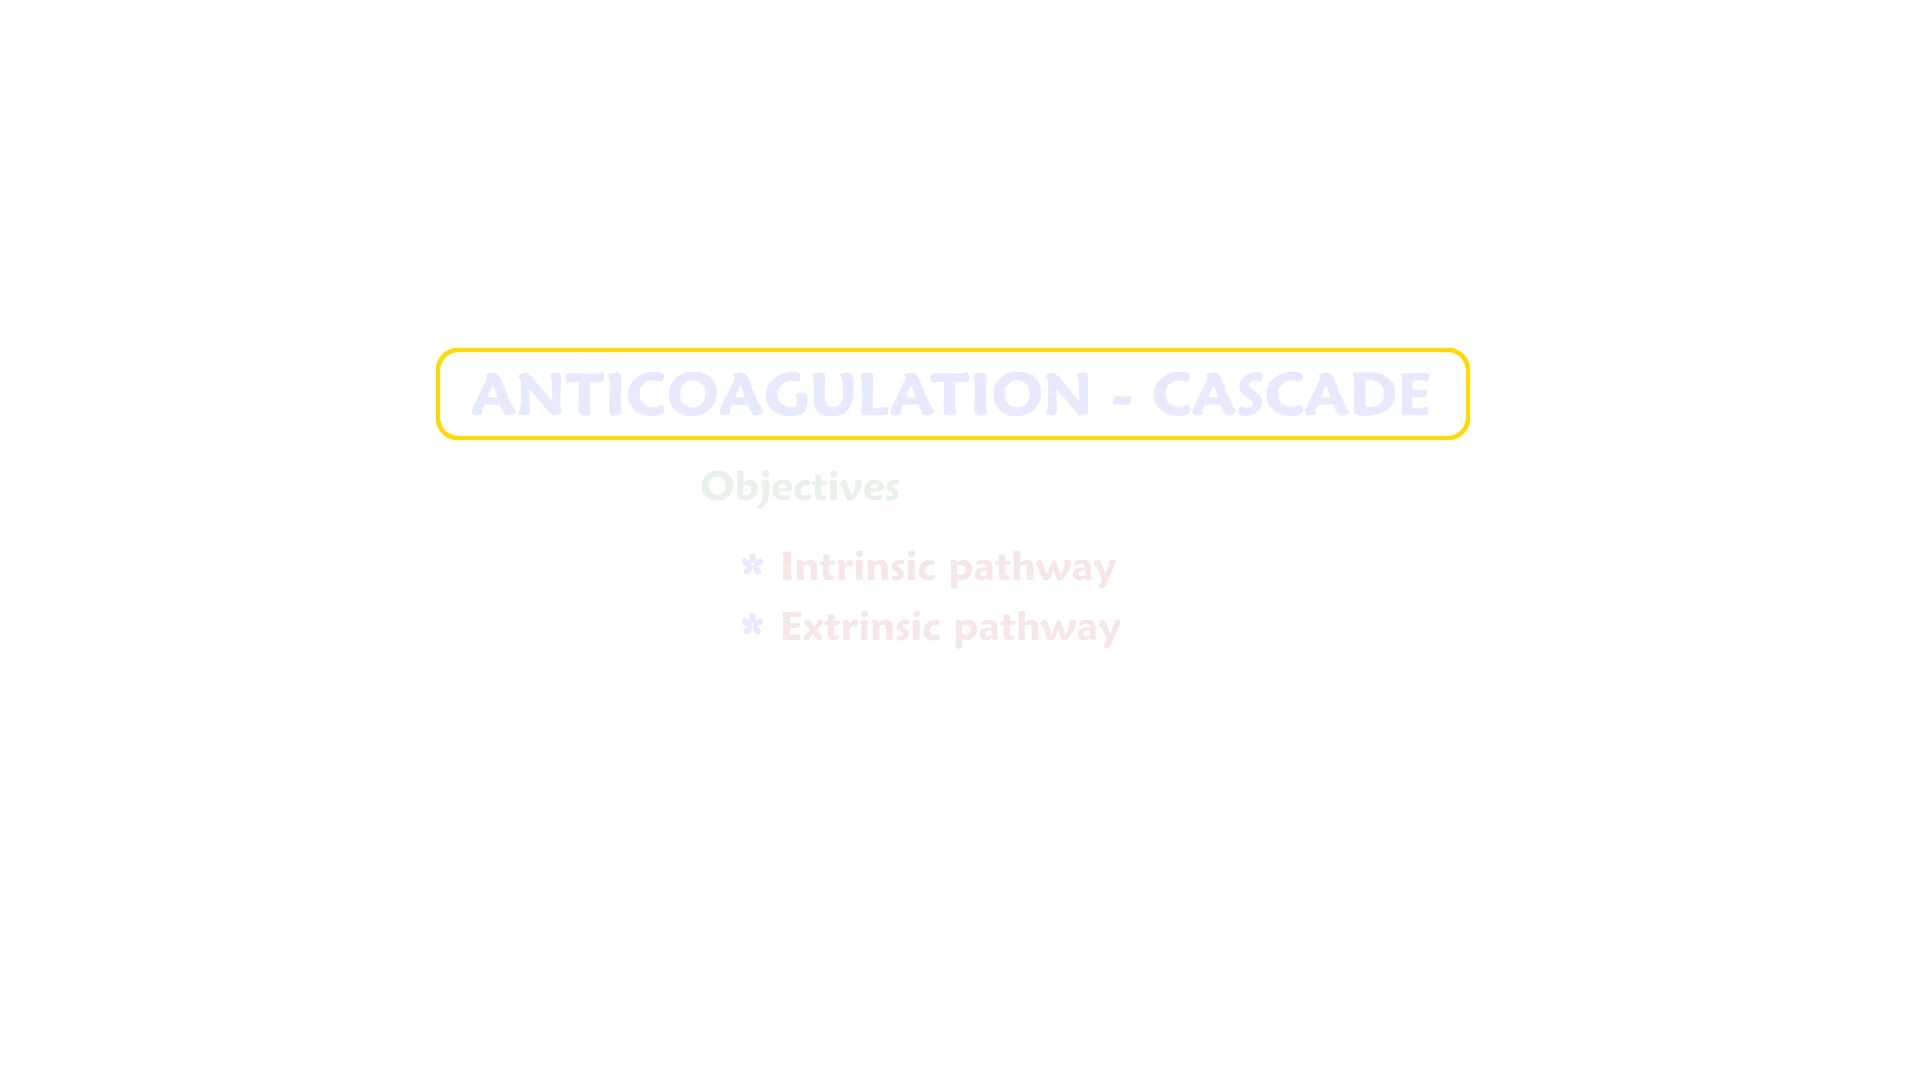 ANTICOAGULATION - CASCADE
Objectives
* Intrinsic pathway
* Extrinsic pathway